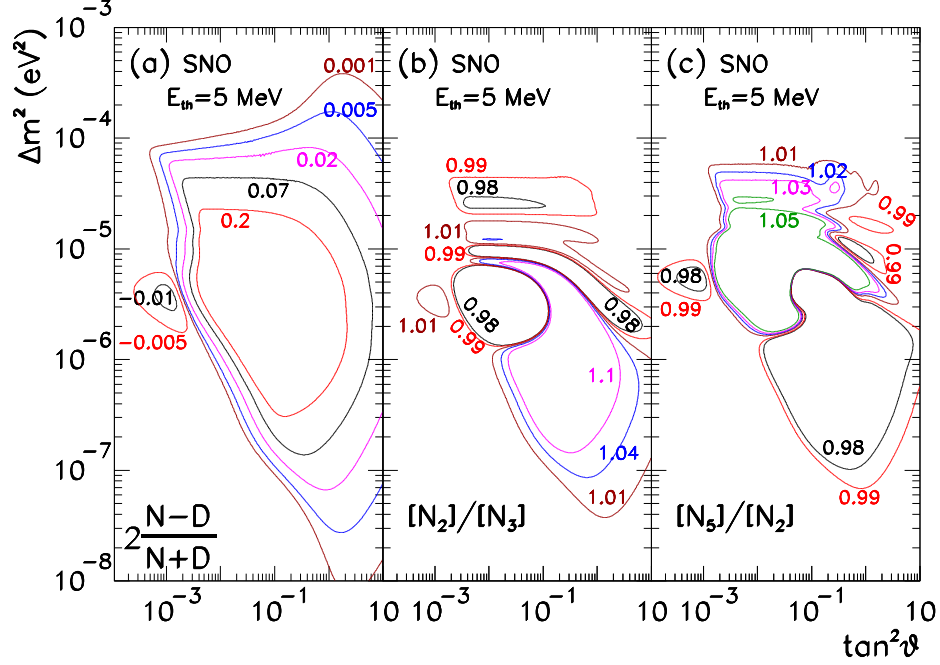 10⁻³
10⁻⁴
10⁻⁵
10⁻⁶
10⁻⁷
10⁻⁸
Δm² (eV²)
(a) SNO
E_th=5 MeV
0.001
0.005
0.02
0.07
0.2
−0.01
−0.005
2 N−D
N+D
(b) SNO
E_th=5 MeV
0.99
0.98
1.01
0.99
0.98
0.98
1.01
0.99
1.1
1.04
1.01
[N₂]/[N₃]
(c) SNO
E_th=5 MeV
1.01
1.02
1.03
1.05
0.99
0.99
0.98
0.99
0.98
0.99
[N₅]/[N₂]
10⁻³ 10⁻¹ 10 10⁻³ 10⁻¹ 10 10⁻³ 10⁻¹ 10
tan²ϑ